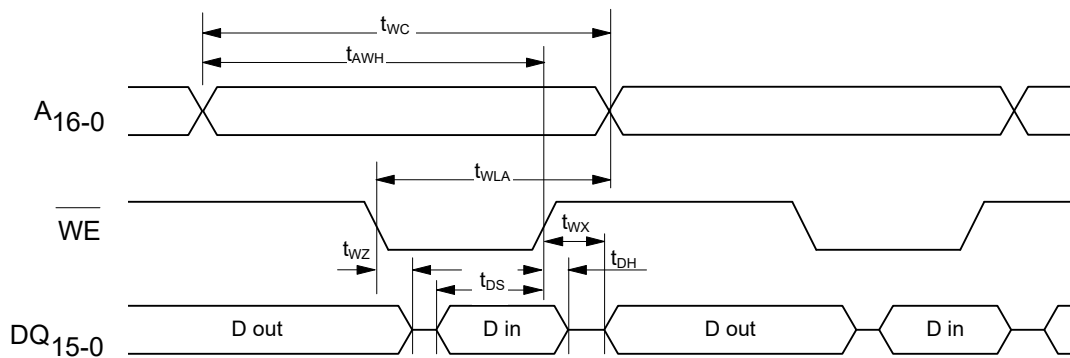 tWC
tAWH
A16-0
tWLA
WE
tWX
tWZ
tDH
tDS
DQ15-0
D out
D in
D out
D in